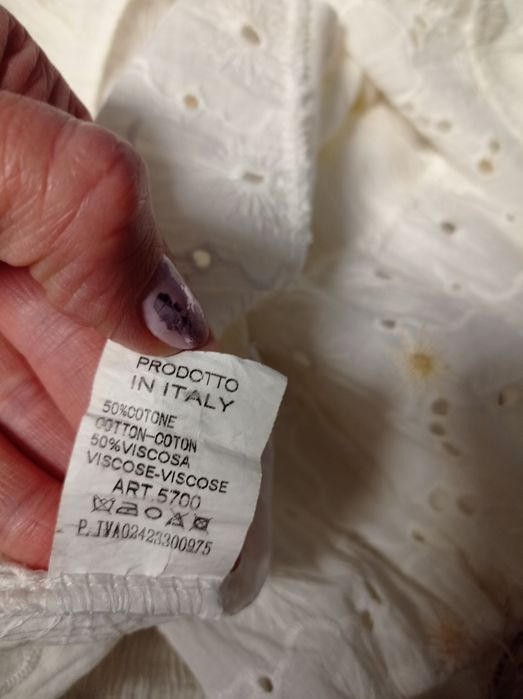 PRODOTTO
IN ITALY
50%COTONE
COTTON-COTON
50%VISCOSA
VISCOSE-VISCOSE
ART.5700
P.IVA02423300975